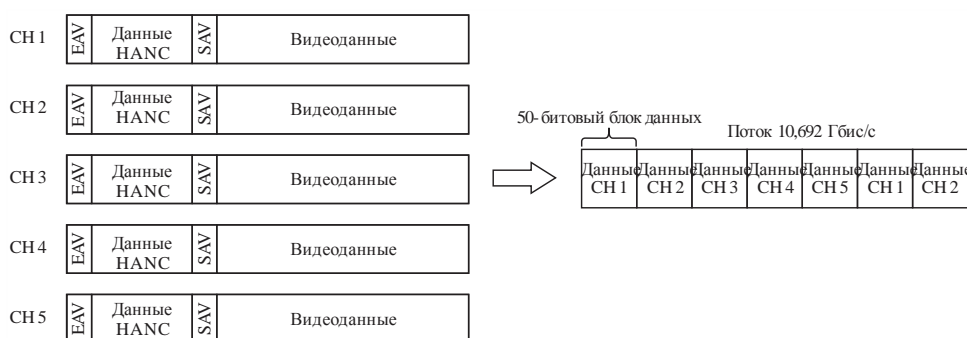 CH 1
EAV
Данные
HANC
SAV
Видеоданные
CH 2
EAV
Данные
HANC
SAV
Видеоданные
CH 3
EAV
Данные
HANC
SAV
Видеоданные
CH 4
EAV
Данные
HANC
SAV
Видеоданные
CH 5
EAV
Данные
HANC
SAV
Видеоданные
50-битовый блок данных
Поток 10,692 Гбис/с
Данные
CH 1
Данные
CH 2
Данные
CH 3
Данные
CH 4
Данные
CH 5
Данные
CH 1
Данные
CH 2